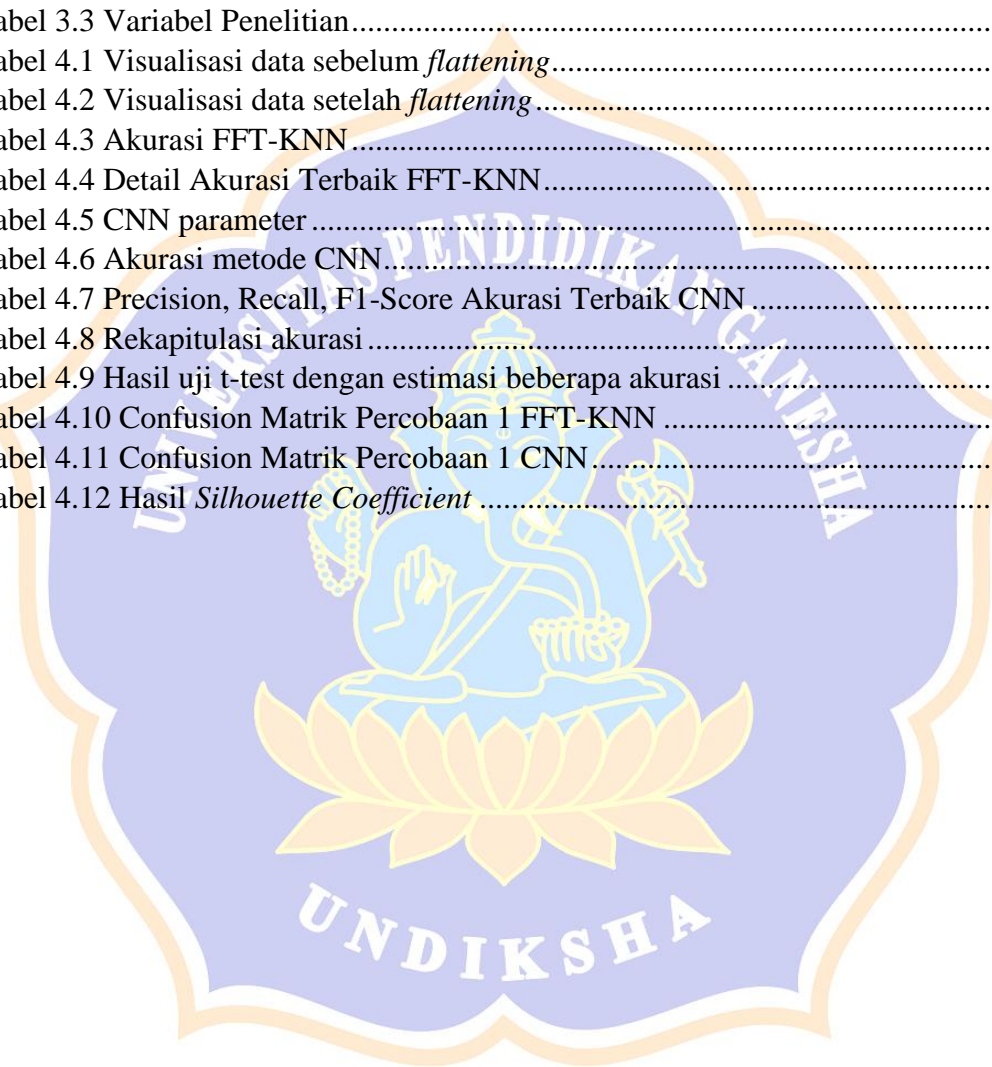 abel 3.3 Variabel Penelitian...........................................................................................
abel 4.1 Visualisasi data sebelum flattening..............................................................
abel 4.2 Visualisasi data setelah flattening................................................................
abel 4.3 Akurasi FFT-KNN...........................................................................................
abel 4.4 Detail Akurasi Terbaik FFT-KNN...............................................................
abel 4.5 CNN parameter................................................................................................
abel 4.6 Akurasi metode CNN......................................................................................
abel 4.7 Precision, Recall, F1-Score Akurasi Terbaik CNN ....................................
abel 4.8 Rekapitulasi akurasi........................................................................................
abel 4.9 Hasil uji t-test dengan estimasi beberapa akurasi ......................................
abel 4.10 Confusion Matrik Percobaan 1 FFT-KNN ................................................
abel 4.11 Confusion Matrik Percobaan 1 CNN.........................................................
abel 4.12 Hasil Silhouette Coefficient ........................................................................
UNIVERSITAS PENDIDIKAN GANESHA
UNDIKSHA